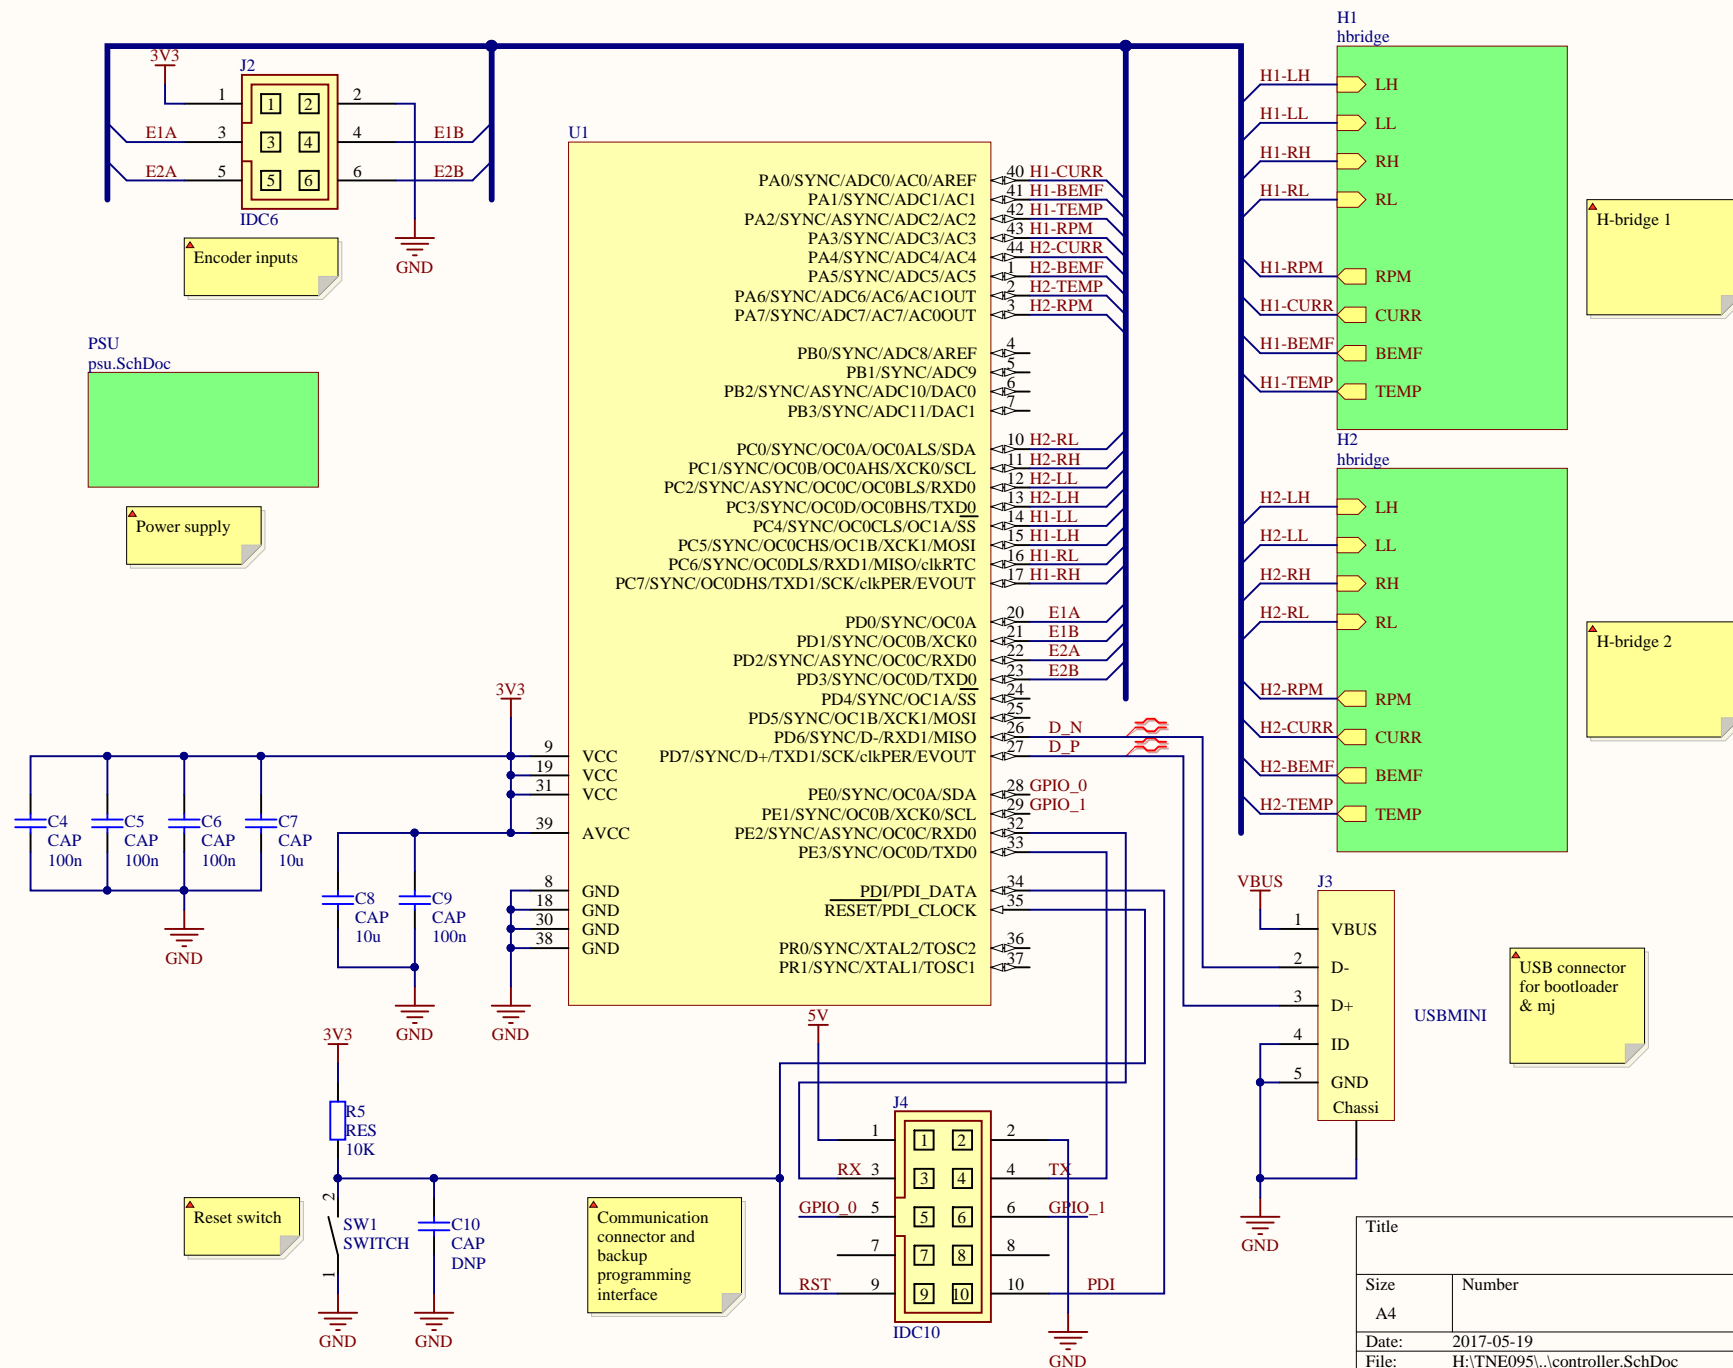 3V3
J2
1 1 2 2
E1A 3 3 4 4 E1B
E2A 5 5 6 6 E2B
IDC6
GND
Encoder inputs
PSU
psu.SchDoc
Power supply
U1
PA0/SYNC/ADC0/AC0/AREF 40 H1-CURR
PA1/SYNC/ADC1/AC1 41 H1-BEMF
PA2/SYNC/ASYNC/ADC2/AC2 42 H1-TEMP
PA3/SYNC/ADC3/AC3 43 H1-RPM
PA4/SYNC/ADC4/AC4 44 H2-CURR
PA5/SYNC/ADC5/AC5 1 H2-BEMF
PA6/SYNC/ADC6/AC6/AC1OUT 2 H2-TEMP
PA7/SYNC/ADC7/AC7/AC0OUT 3 H2-RPM
PB0/SYNC/ADC8/AREF 4
PB1/SYNC/ADC9 5
PB2/SYNC/ASYNC/ADC10/DAC0 6
PB3/SYNC/ADC11/DAC1 7
PC0/SYNC/OC0A/OC0ALS/SDA 10 H2-RL
PC1/SYNC/OC0B/OC0AHS/XCK0/SCL 11 H2-RH
PC2/SYNC/ASYNC/OC0C/OC0BLS/RXD0 12 H2-LL
PC3/SYNC/OC0D/OC0BHS/TXD0 13 H2-LH
PC4/SYNC/OC0CLS/OC1A/SS 14 H1-LL
PC5/SYNC/OC0CHS/OC1B/XCK1/MOSI 15 H1-LH
PC6/SYNC/OC0DLS/RXD1/MISO/clkRTC 16 H1-RL
PC7/SYNC/OC0DHS/TXD1/SCK/clkPER/EVOUT 17 H1-RH
PD0/SYNC/OC0A 20 E1A
PD1/SYNC/OC0B/XCK0 21 E1B
PD2/SYNC/ASYNC/OC0C/RXD0 22 E2A
PD3/SYNC/OC0D/TXD0 23 E2B
PD4/SYNC/OC1A/SS 24
PD5/SYNC/OC1B/XCK1/MOSI 25
PD6/SYNC/D-/RXD1/MISO 26 D_N
PD7/SYNC/D+/TXD1/SCK/clkPER/EVOUT 27 D_P
PE0/SYNC/OC0A/SDA 28 GPIO_0
PE1/SYNC/OC0B/XCK0/SCL 29 GPIO_1
PE2/SYNC/ASYNC/OC0C/RXD0 32
PE3/SYNC/OC0D/TXD0 33
PDI/PDI_DATA 34
RESET/PDI_CLOCK 35
PR0/SYNC/XTAL2/TOSC2 36
PR1/SYNC/XTAL1/TOSC1 37
3V3
9 VCC
19 VCC
31 VCC
39 AVCC
8 GND
18 GND
30 GND
38 GND
C4
CAP
100n
C5
CAP
100n
C6
CAP
100n
C7
CAP
10u
GND
C8
CAP
10u
C9
CAP
100n
GND
GND
H1
hbridge
H1-LH LH
H1-LL LL
H1-RH RH
H1-RL RL
H1-RPM RPM
H1-CURR CURR
H1-BEMF BEMF
H1-TEMP TEMP
H-bridge 1
H2
hbridge
H2-LH LH
H2-LL LL
H2-RH RH
H2-RL RL
H2-RPM RPM
H2-CURR CURR
H2-BEMF BEMF
H2-TEMP TEMP
H-bridge 2
VBUS
J3
1 VBUS
2 D-
3 D+
4 ID
5 GND
Chassi
USBMINI
GND
USB connector
for bootloader
& mj
3V3
R5
RES
10K
2
SW1
SWITCH
1
GND
C10
CAP
DNP
GND
Reset switch
Communication
connector and
backup
programming
interface
5V
J4
1 1 2 2
RX 3 3 4 4 TX
GPIO_0 5 5 6 6 GPIO_1
7 7 8 8
RST 9 9 10 10 PDI
IDC10
GND
Title
Size Number
A4
Date: 2017-05-19
File: H:\TNE095\..\controller.SchDoc